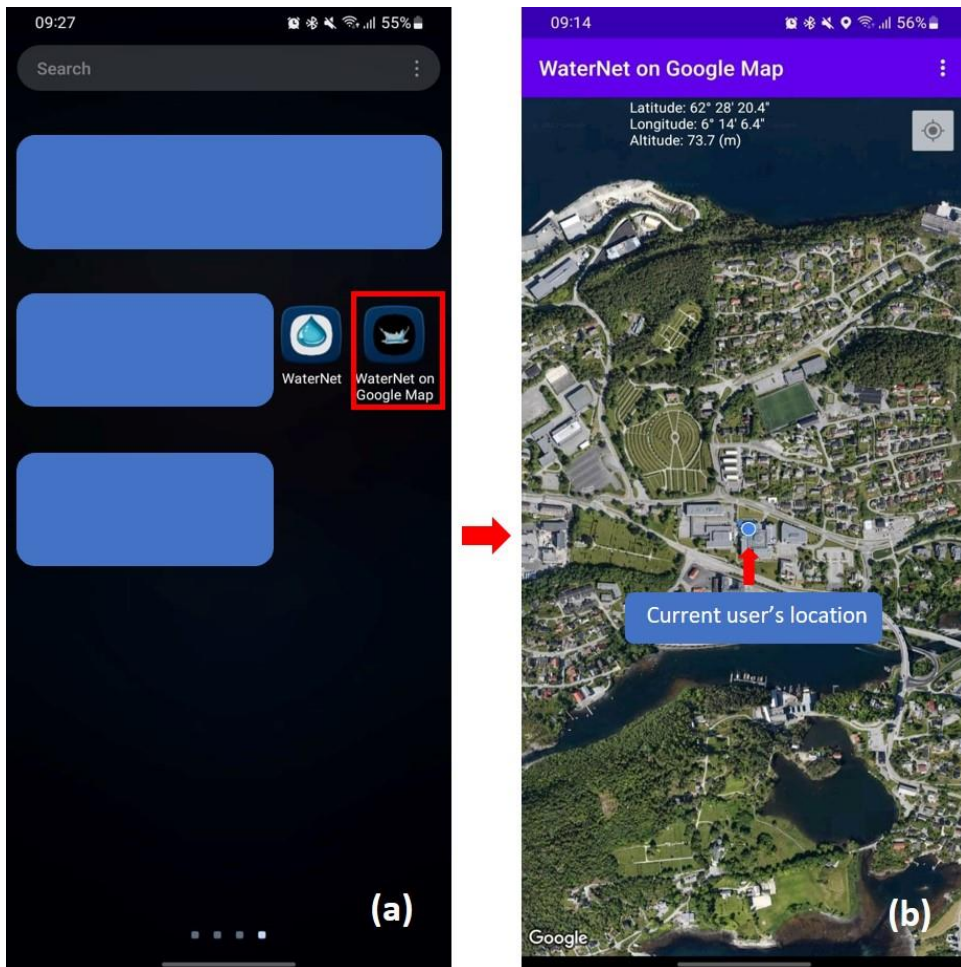 09:27
55%
Search
WaterNet
WaterNet on
Google Map
(a)
09:14
56%
WaterNet on Google Map
Latitude: 62° 28' 20.4"
Longitude: 6° 14' 6.4"
Altitude: 73.7 (m)
Current user's location
Google
(b)